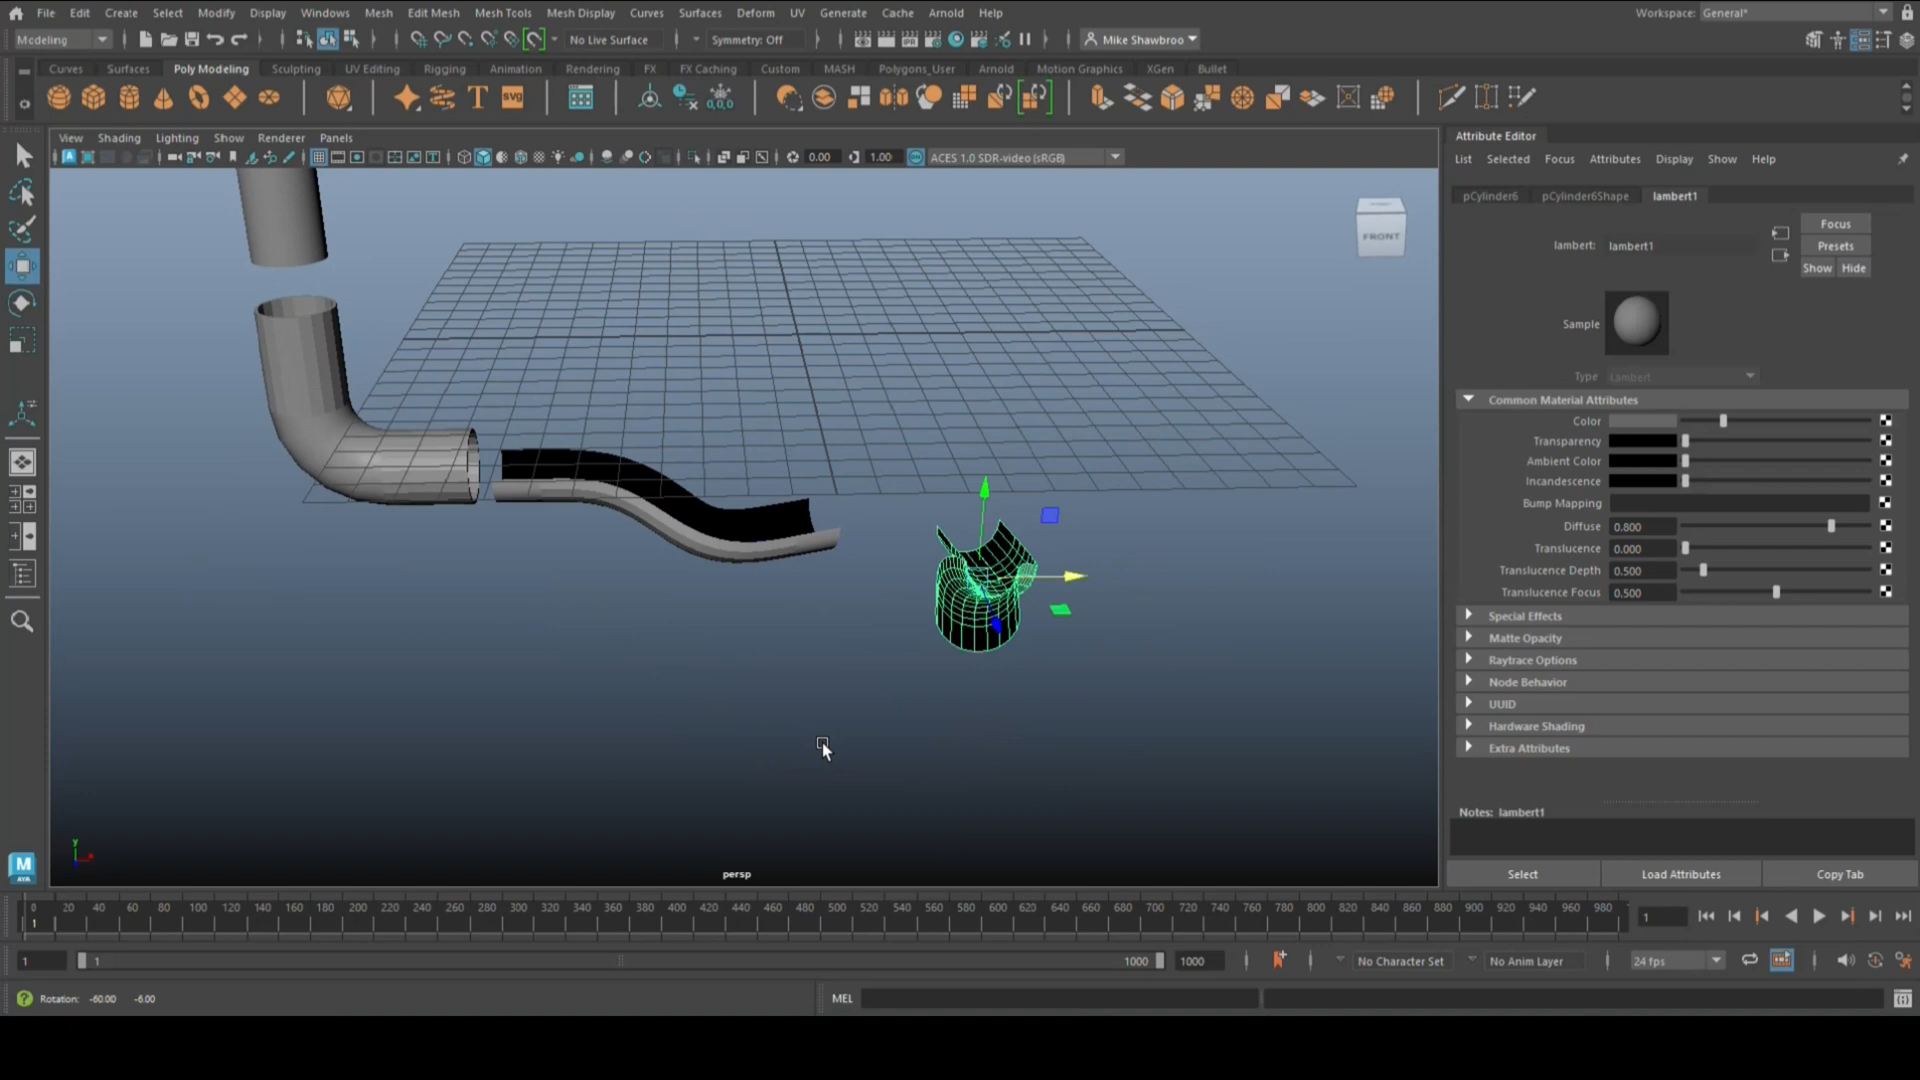 File Edit Create Select Modify Display Windows Mesh Edit Mesh Mesh Tools Mesh Display Curves Surfaces Deform UV Generate Cache Arnold Help Workspace: General*
Modeling No Live Surface Symmetry: Off Mike Shawbroo
Curves Surfaces Poly Modeling Sculpting UV Editing Rigging Animation Rendering FX FX Caching Custom MASH Polygons_User Arnold Motion Graphics XGen Bullet
T SVG 0,0,0
View Shading Lighting Show Renderer Panels
0.00 1.00 ACES 1.0 SDR-video (sRGB)
FRONT
y
persp
Attribute Editor
List Selected Focus Attributes Display Show Help
pCylinder6 pCylinder6Shape lambert1
Focus
lambert: lambert1 Presets
Show Hide
Sample
Type Lambert
Common Material Attributes
Color
Transparency
Ambient Color
Incandescence
Bump Mapping
Diffuse 0.800
Translucence 0.000
Translucence Depth 0.500
Translucence Focus 0.500
Special Effects
Matte Opacity
Raytrace Options
Node Behavior
UUID
Hardware Shading
Extra Attributes
Notes: lambert1
Select Load Attributes Copy Tab
M
AYA
0 20 40 60 80 100 120 140 160 180 200 220 240 260 280 300 320 340 360 380 400 420 440 460 480 500 520 540 560 580 600 620 640 660 680 700 720 740 760 780 800 820 840 860 880 900 920 940 960 980
1 1
1 1 1000 1000 No Character Set No Anim Layer 24 fps
Rotation: -60.00 -6.00 MEL